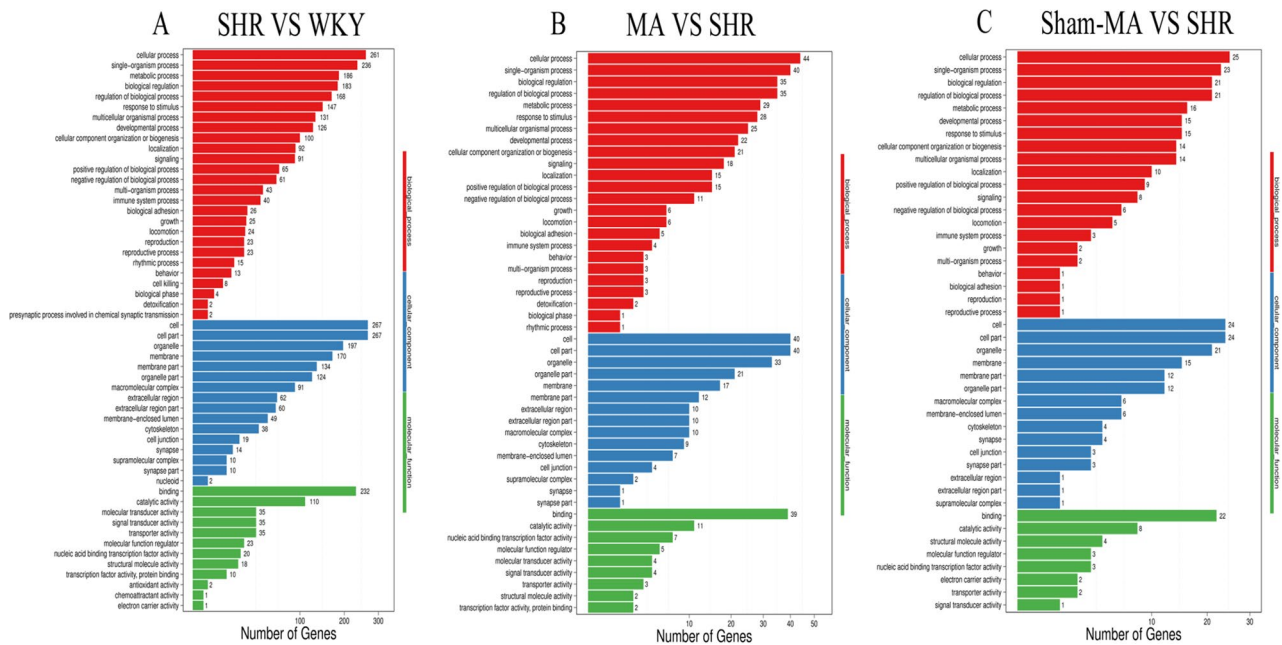 A SHR VS WKY
cellular process 261
single-organism process 236
metabolic process 186
biological regulation 183
regulation of biological process 168
response to stimulus 147
multicellular organismal process 131
developmental process 126
cellular component organization or biogenesis 100
localization 92
signaling 91
positive regulation of biological process 65
negative regulation of biological process 61
multi-organism process 43
immune system process 40
biological adhesion 26
growth 25
locomotion 24
reproduction 23
reproductive process 23
rhythmic process 15
behavior 13
cell killing 8
biological phase 4
detoxification 2
presynaptic process involved in chemical synaptic transmission 2
cell 267
cell part 267
organelle 197
membrane 170
membrane part 134
organelle part 124
macromolecular complex 91
extracellular region 62
extracellular region part 60
membrane-enclosed lumen 49
cytoskeleton 38
cell junction 19
synapse 14
supramolecular complex 10
synapse part 10
nucleoid 2
binding 232
catalytic activity 110
molecular transducer activity 35
signal transducer activity 35
transporter activity 35
molecular function regulator 23
nucleic acid binding transcription factor activity 20
structural molecule activity 18
transcription factor activity, protein binding 10
antioxidant activity 2
chemoattractant activity 1
electron carrier activity 1
100 200 300
Number of Genes
biological_process
cellular_component
molecular_function
B MA VS SHR
cellular process 44
single-organism process 40
biological regulation 35
regulation of biological process 35
metabolic process 29
response to stimulus 28
multicellular organismal process 25
developmental process 22
cellular component organization or biogenesis 21
signaling 18
localization 15
positive regulation of biological process 15
negative regulation of biological process 11
growth 6
locomotion 6
biological adhesion 5
immune system process 4
behavior 3
multi-organism process 3
reproduction 3
reproductive process 3
detoxification 2
biological phase 1
rhythmic process 1
cell 40
cell part 40
organelle 33
organelle part 21
membrane 17
membrane part 12
extracellular region 10
extracellular region part 10
macromolecular complex 10
cytoskeleton 9
membrane-enclosed lumen 7
cell junction 4
supramolecular complex 2
synapse 1
synapse part 1
binding 39
catalytic activity 11
nucleic acid binding transcription factor activity 7
molecular function regulator 5
molecular transducer activity 4
signal transducer activity 4
transporter activity 3
structural molecule activity 2
transcription factor activity, protein binding 2
10 20 30 40 50
Number of Genes
biological_process
cellular_component
molecular_function
C Sham-MA VS SHR
cellular process 25
single-organism process 23
biological regulation 21
regulation of biological process 21
metabolic process 16
developmental process 15
response to stimulus 15
cellular component organization or biogenesis 14
multicellular organismal process 14
localization 10
positive regulation of biological process 9
signaling 8
negative regulation of biological process 6
locomotion 5
immune system process 3
growth 2
multi-organism process 2
behavior 1
biological adhesion 1
reproduction 1
reproductive process 1
cell 24
cell part 24
organelle 21
membrane 15
membrane part 12
organelle part 12
macromolecular complex 6
membrane-enclosed lumen 6
cytoskeleton 4
synapse 4
cell junction 3
synapse part 3
extracellular region 1
extracellular region part 1
supramolecular complex 1
binding 22
catalytic activity 8
structural molecule activity 4
molecular function regulator 3
nucleic acid binding transcription factor activity 3
electron carrier activity 2
transporter activity 2
signal transducer activity 1
10 20 30
Number of Genes
biological_process
cellular_component
molecular_function